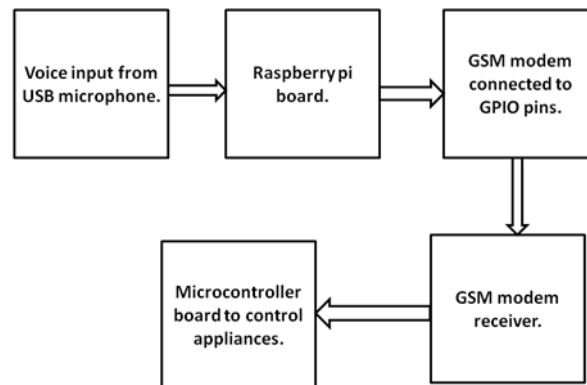 Voice input from
USB microphone.
Raspberry pi
board.
GSM modem
connected to
GPIO pins.
Microcontroller
board to control
appliances.
GSM modem
receiver.